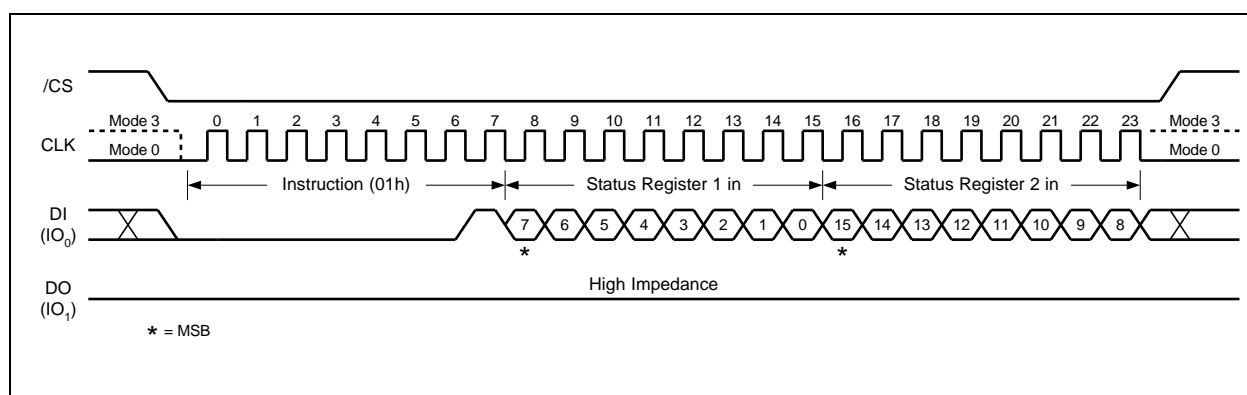 /CS
Mode 3 0 1 2 3 4 5 6 7 8 9 10 11 12 13 14 15 16 17 18 19 20 21 22 23 Mode 3
CLK
Mode 0 Mode 0
Instruction (01h) Status Register 1 in Status Register 2 in
DI
(IO₀)
7 6 5 4 3 2 1 0 15 14 13 12 11 10 9 8
* *
DO
(IO₁)
High Impedance
* = MSB